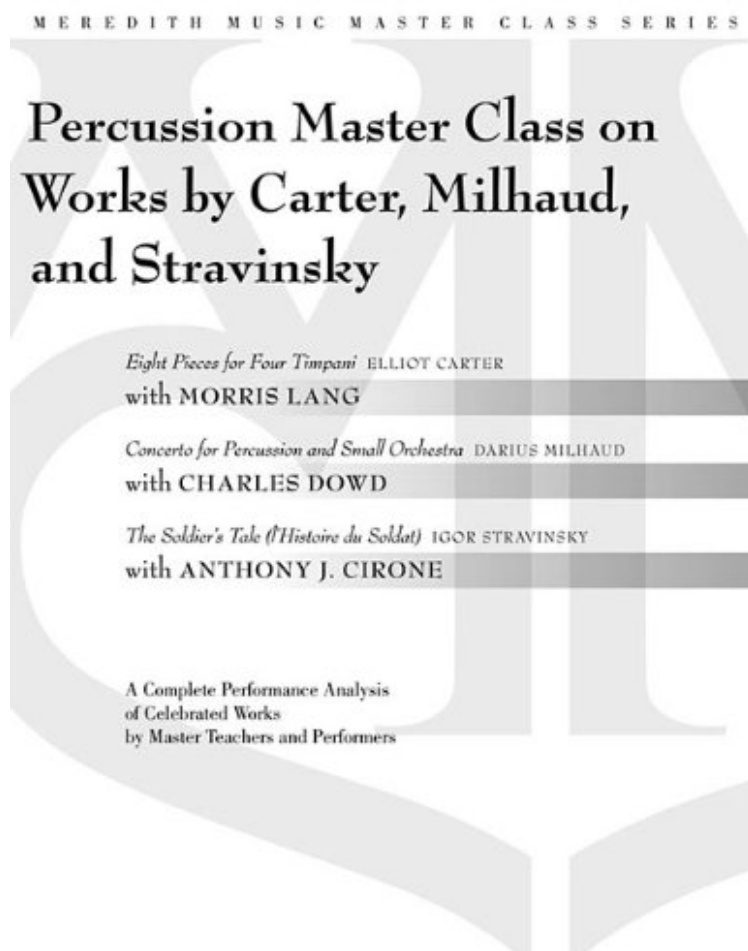 MEREDITH MUSIC MASTER CLASS SERIES
Percussion Master Class on
Works by Carter, Milhaud,
and Stravinsky
Eight Pieces for Four Timpani ELLIOT CARTER
with MORRIS LANG
Concerto for Percussion and Small Orchestra DARIUS MILHAUD
with CHARLES DOWD
The Soldier's Tale (l'Histoire du Soldat) IGOR STRAVINSKY
with ANTHONY J. CIRONE
A Complete Performance Analysis
of Celebrated Works
by Master Teachers and Performers